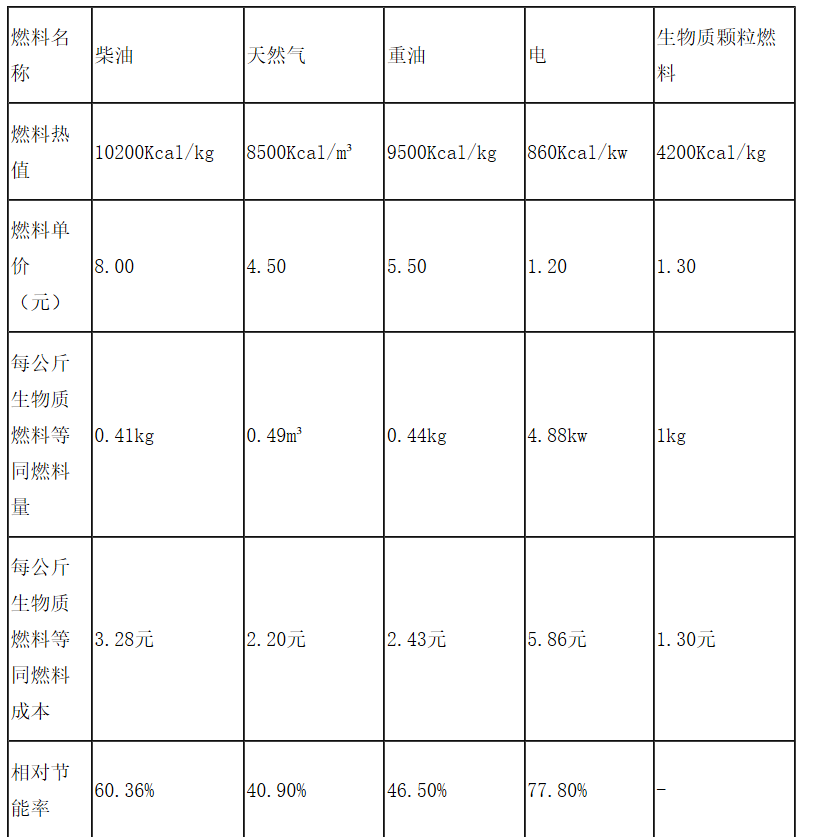 燃料名
称
柴油
天然气
重油
电
生物质颗粒燃
料
燃料热
值
10200Kcal/kg
8500Kcal/m³
9500Kcal/kg
860Kcal/kw
4200Kcal/kg
燃料单
价
（元）
8.00
4.50
5.50
1.20
1.30
每公斤
生物质
燃料等
同燃料
量
0.41kg
0.49m³
0.44kg
4.88kw
1kg
每公斤
生物质
燃料等
同燃料
成本
3.28元
2.20元
2.43元
5.86元
1.30元
相对节
能率
60.36%
40.90%
46.50%
77.80%
-